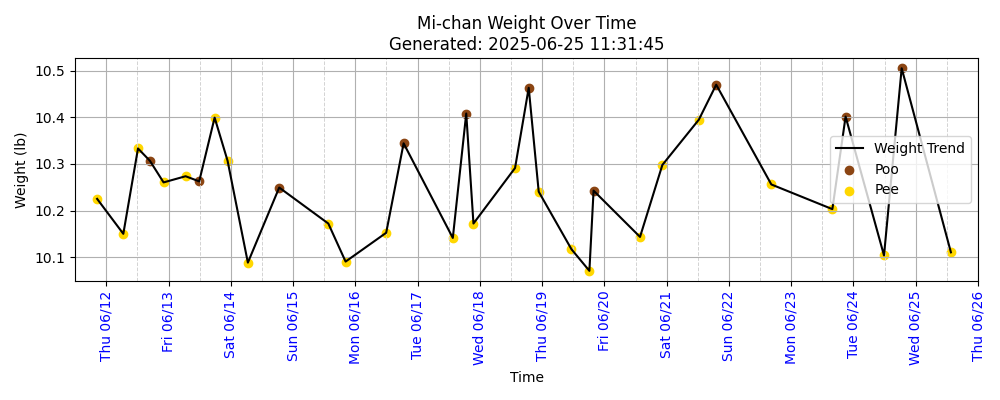 Mi-chan Weight Over Time
Generated: 2025-06-25 11:31:45
Weight (lb)
10.5
10.4
10.3
10.2
10.1
Weight Trend
Poo
Pee
Thu 06/12
Fri 06/13
Sat 06/14
Sun 06/15
Mon 06/16
Tue 06/17
Wed 06/18
Thu 06/19
Fri 06/20
Sat 06/21
Sun 06/22
Mon 06/23
Tue 06/24
Wed 06/25
Thu 06/26
Time